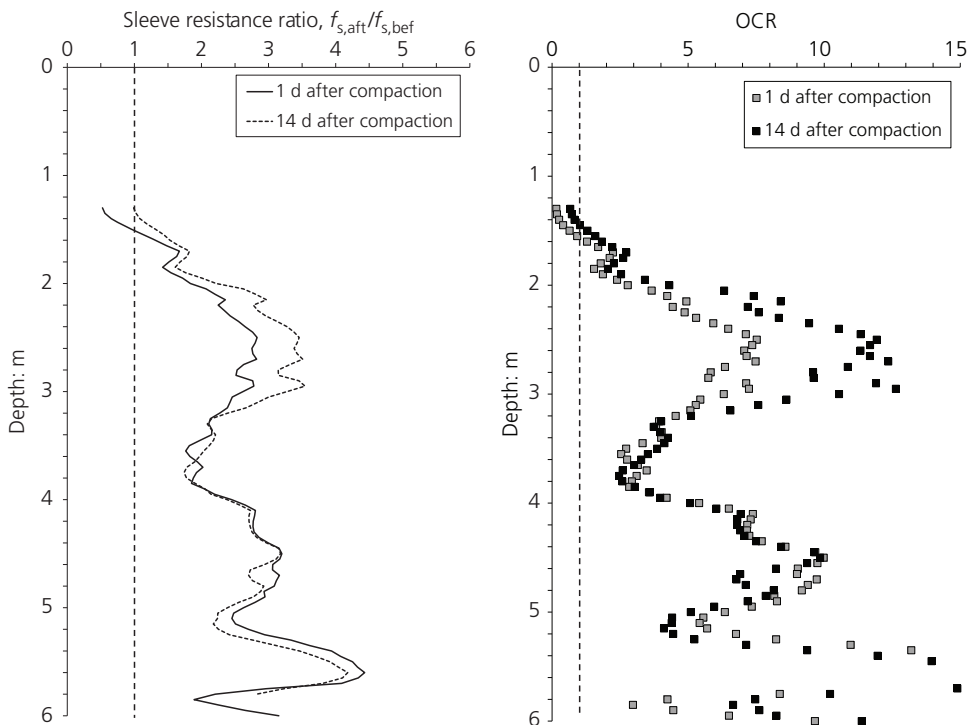 Sleeve resistance ratio, fs,aft/fs,bef
0 1 2 3 4 5 6
0
1
2
3
4
5
6
Depth: m
1 d after compaction
14 d after compaction
OCR
0 5 10 15
0
1
2
3
4
5
6
Depth: m
1 d after compaction
14 d after compaction